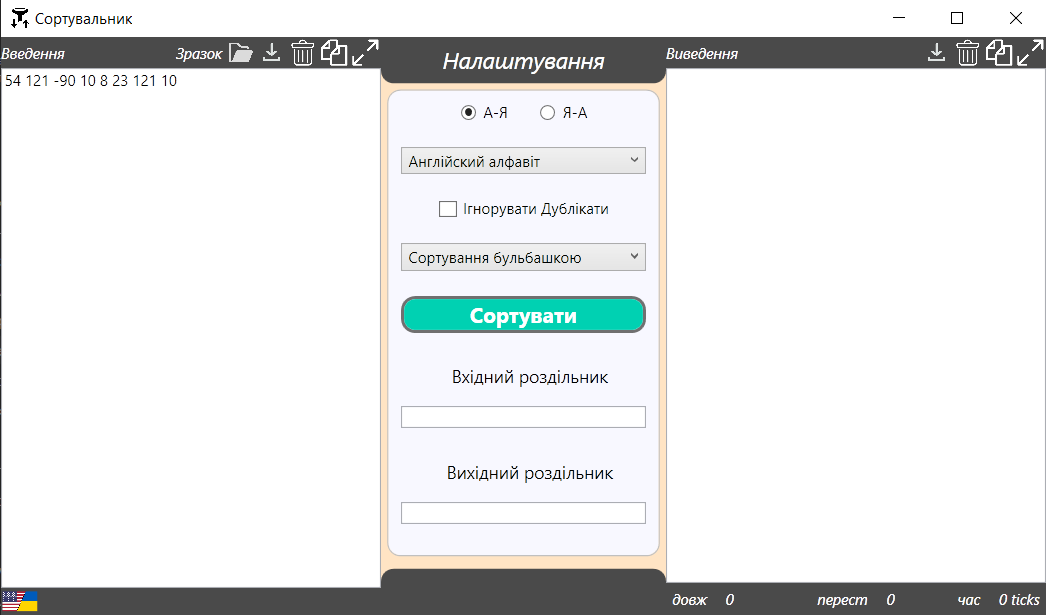 Сортувальник
Введення
Зразок
Налаштування
Виведення
54 121 -90 10 8 23 121 10
А-Я
Я-А
Англійский алфавіт
Ігнорувати Дублікати
Сортування бульбашкою
Сортувати
Вхідний роздільник
Вихідний роздільник
довж 0 перест 0 час 0 ticks